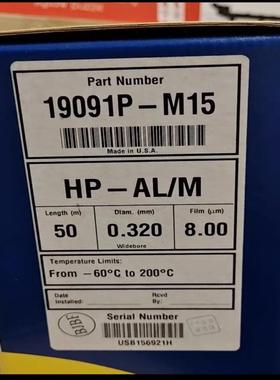 Part Number
19091P-M15
Made in U.S.A.
HP-AL/M
Length (m) Diam. (mm) Film (µm)
50 0.320 8.00
Widebore
Temperature Limits:
From -60°C to 200°C
Date Installed: Rcvd By:
BJBF
Serial Number
USB156921H